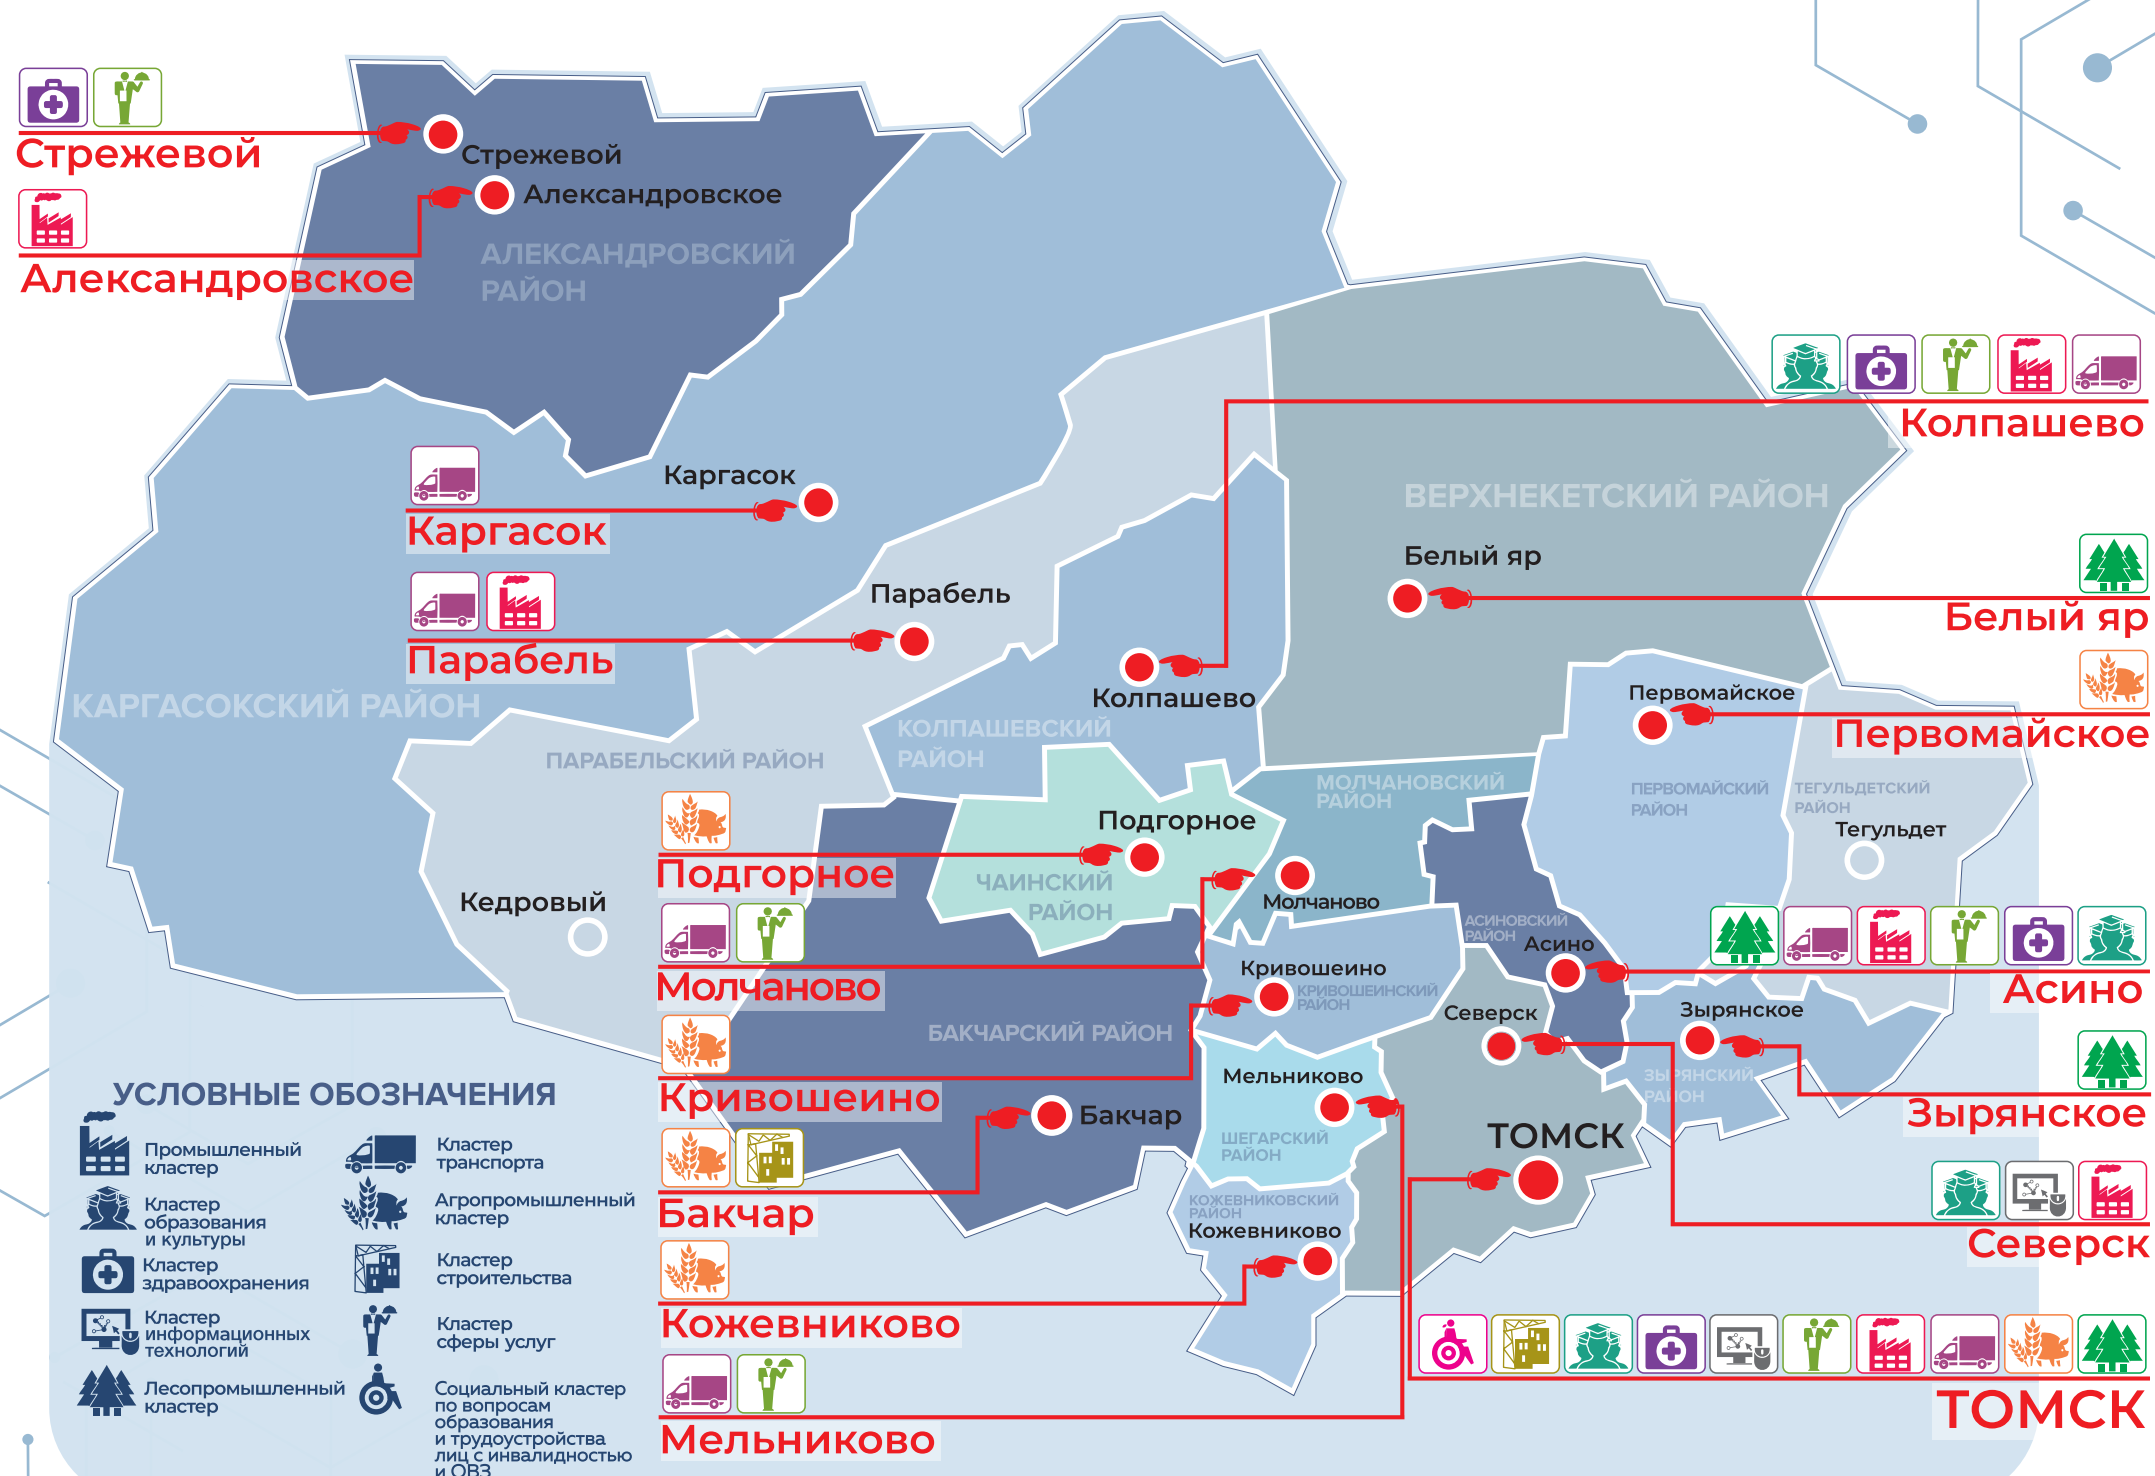 Стрежевой
Стрежевой
Александровское
АЛЕКСАНДРОВСКИЙ
РАЙОН
Александровское
Колпашево
Каргасок
Каргасок
ВЕРХНЕКЕТСКИЙ РАЙОН
Белый яр
Белый яр
Парабель
Парабель
КАРГАСОКСКИЙ РАЙОН
Колпашево
КОЛПАШЕВСКИЙ
РАЙОН
Первомайское
Первомайское
ПАРАБЕЛЬСКИЙ РАЙОН
МОЛЧАНОВСКИЙ
РАЙОН
ПЕРВОМАЙСКИЙ
РАЙОН
ТЕГУЛЬДЕТСКИЙ
РАЙОН
Тегульдет
Подгорное
Подгорное
ЧАИНСКИЙ
РАЙОН
Молчаново
Кедровый
АСИНОВСКИЙ
РАЙОН
Асино
Асино
Молчаново
Кривошеино
КРИВОШЕИНСКИЙ
РАЙОН
Северск
Зырянское
БАКЧАРСКИЙ РАЙОН
Кривошеино
Мельниково
ЗЫРЯНСКИЙ
РАЙОН
Зырянское
Бакчар
ШЕГАРСКИЙ
РАЙОН
ТОМСК
Бакчар
КОЖЕВНИКОВСКИЙ
РАЙОН
Кожевниково
Северск
Кожевниково
Мельниково
ТОМСК
УСЛОВНЫЕ ОБОЗНАЧЕНИЯ
Промышленный
кластер
Кластер
образования
и культуры
Кластер
здравоохранения
Кластер
информационных
технологий
Лесопромышленный
кластер
Кластер
транспорта
Агропромышленный
кластер
Кластер
строительства
Кластер
сферы услуг
Социальный кластер
по вопросам
образования
и трудоустройства
лиц с инвалидностью
и ОВЗ